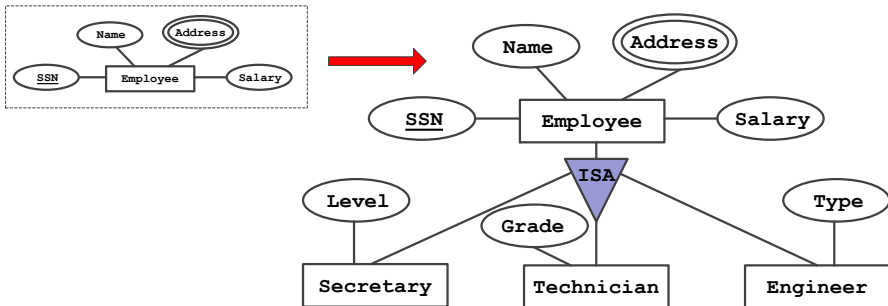 Name
Address
SSN
Employee
Salary
Name
Address
SSN
Employee
Salary
ISA
Level
Grade
Type
Secretary
Technician
Engineer